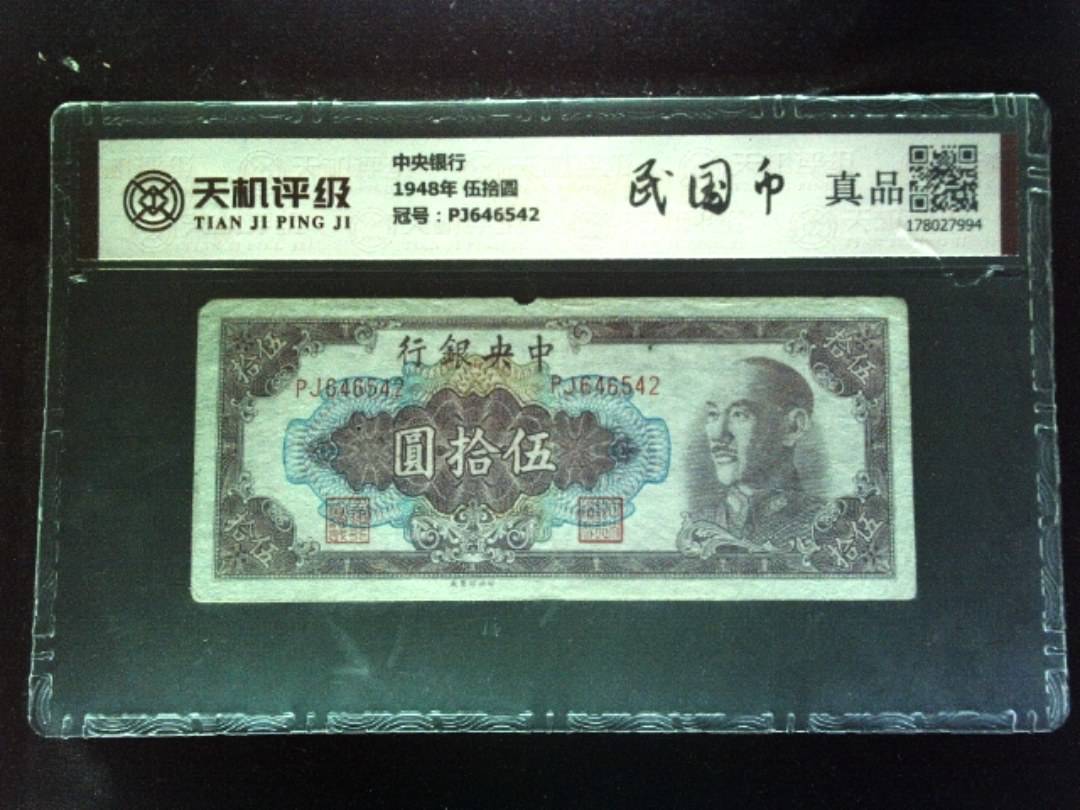 天机评级
TIAN JI PING JI
中央银行
1948年 伍拾圆
冠号：PJ646542
民国币
真品
178027994
行銀央中
PJ646542 PJ646542
圓拾伍
拾伍
拾伍
拾伍
拾伍